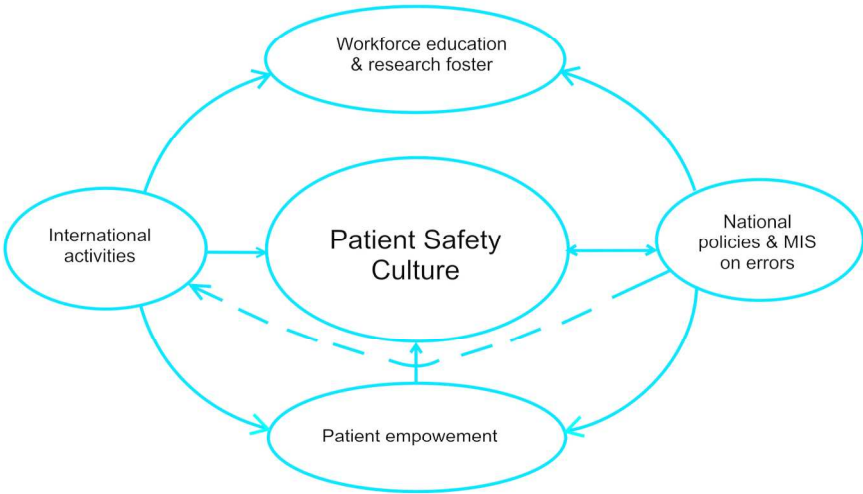 Workforce education
& research foster
International
activities
Patient Safety
Culture
National
policies & MIS
on errors
Patient empowement